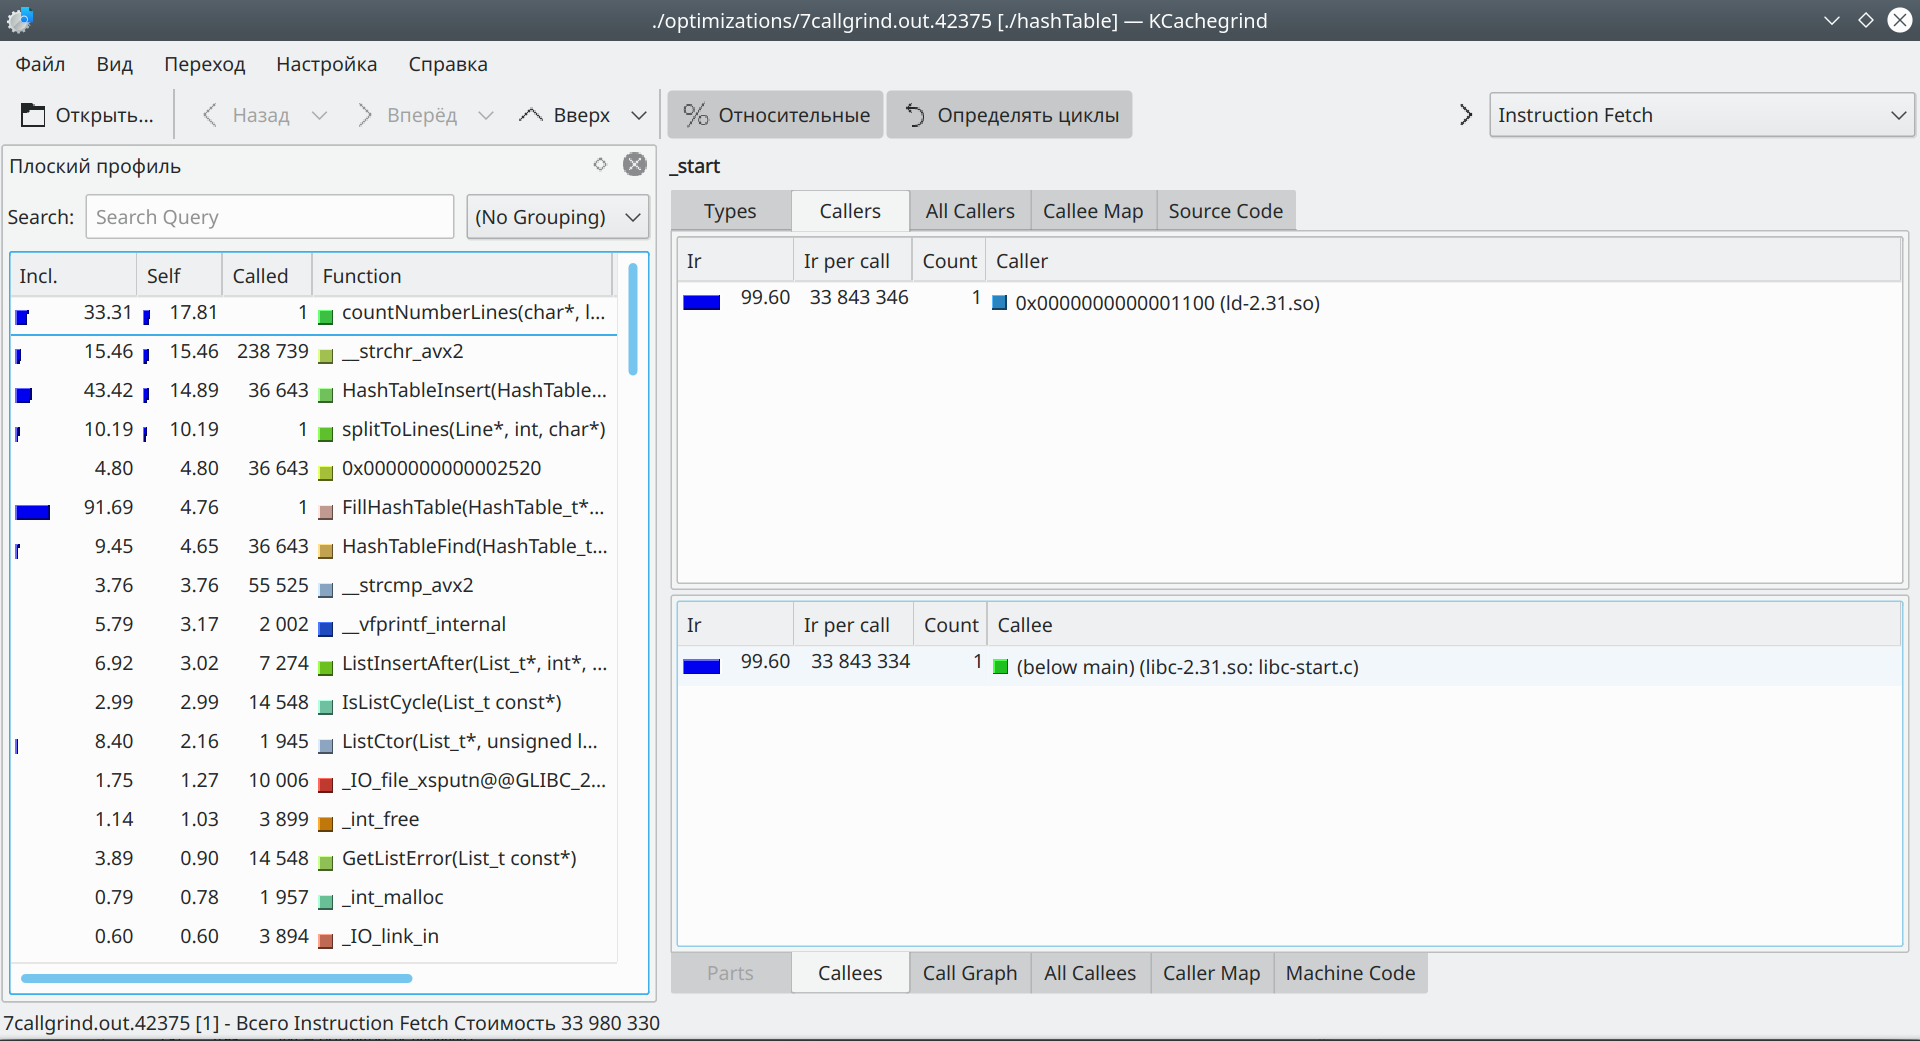 ./optimizations/7callgrind.out.42375 [./hashTable] — KCachegrind
Файл Вид Переход Настройка Справка
Открыть... Назад Вперёд Вверх % Относительные Определять циклы Instruction Fetch
Плоский профиль
Search: Search Query (No Grouping)
Incl. Self Called Function
33.31 17.81 1 countNumberLines(char*, l...
15.46 15.46 238 739 __strchr_avx2
43.42 14.89 36 643 HashTableInsert(HashTable...
10.19 10.19 1 splitToLines(Line*, int, char*)
4.80 4.80 36 643 0x0000000000002520
91.69 4.76 1 FillHashTable(HashTable_t*...
9.45 4.65 36 643 HashTableFind(HashTable_t...
3.76 3.76 55 525 __strcmp_avx2
5.79 3.17 2 002 __vfprintf_internal
6.92 3.02 7 274 ListInsertAfter(List_t*, int*, ...
2.99 2.99 14 548 IsListCycle(List_t const*)
8.40 2.16 1 945 ListCtor(List_t*, unsigned l...
1.75 1.27 10 006 _IO_file_xsputn@@GLIBC_2...
1.14 1.03 3 899 _int_free
3.89 0.90 14 548 GetListError(List_t const*)
0.79 0.78 1 957 _int_malloc
0.60 0.60 3 894 _IO_link_in
_start
Types Callers All Callers Callee Map Source Code
Ir Ir per call Count Caller
99.60 33 843 346 1 0x0000000000001100 (ld-2.31.so)
Ir Ir per call Count Callee
99.60 33 843 334 1 (below main) (libc-2.31.so: libc-start.c)
Parts Callees Call Graph All Callees Caller Map Machine Code
7callgrind.out.42375 [1] - Всего Instruction Fetch Стоимость 33 980 330